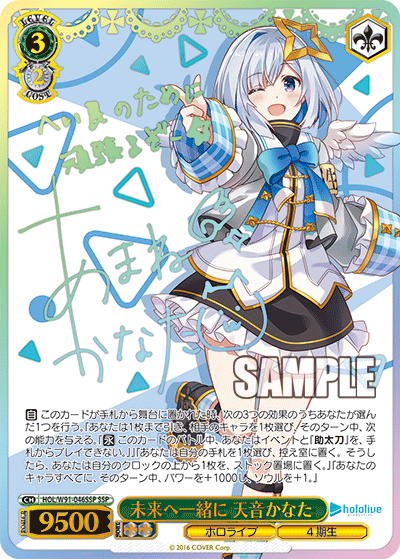 LEVEL
3
2
COST
へい民のために
頑張るぞ
あまね
かなた
SAMPLE
自 このカードが手札から舞台に置かれた時、次の3つの効果のうちあなたが選ん
だ1つを行う。『あなたは1枚まで引き、相手のキャラを1枚選び、そのターン中、次
の能力を与える。『永 このカードのバトル中、あなたはイベントと『助太刀』を、手
札からプレイできない。』』『あなたは自分の手札を1枚選び、控え室に置く。そうし
たら、あなたは自分のクロックの上から1枚を、ストック置場に置く。』『あなたの
キャラすべてに、そのターン中、パワーを+1000し、ソウルを+1。』
CH HOL/W91-046SSP SSP
未来へ一緒に 天音かなた
hololive
9500
SOUL
ホロライブ
4期生
© 2016 COVER Corp.